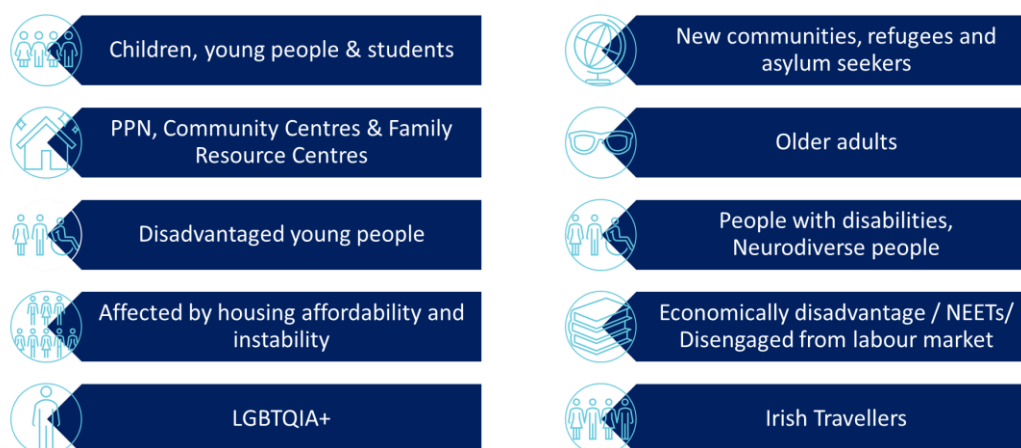 Children, young people & students
PPN, Community Centres & Family
Resource Centres
Disadvantaged young people
Affected by housing affordability and
instability
LGBTQIA+
New communities, refugees and
asylum seekers
Older adults
People with disabilities,
Neurodiverse people
Economically disadvantage / NEETs/
Disengaged from labour market
Irish Travellers